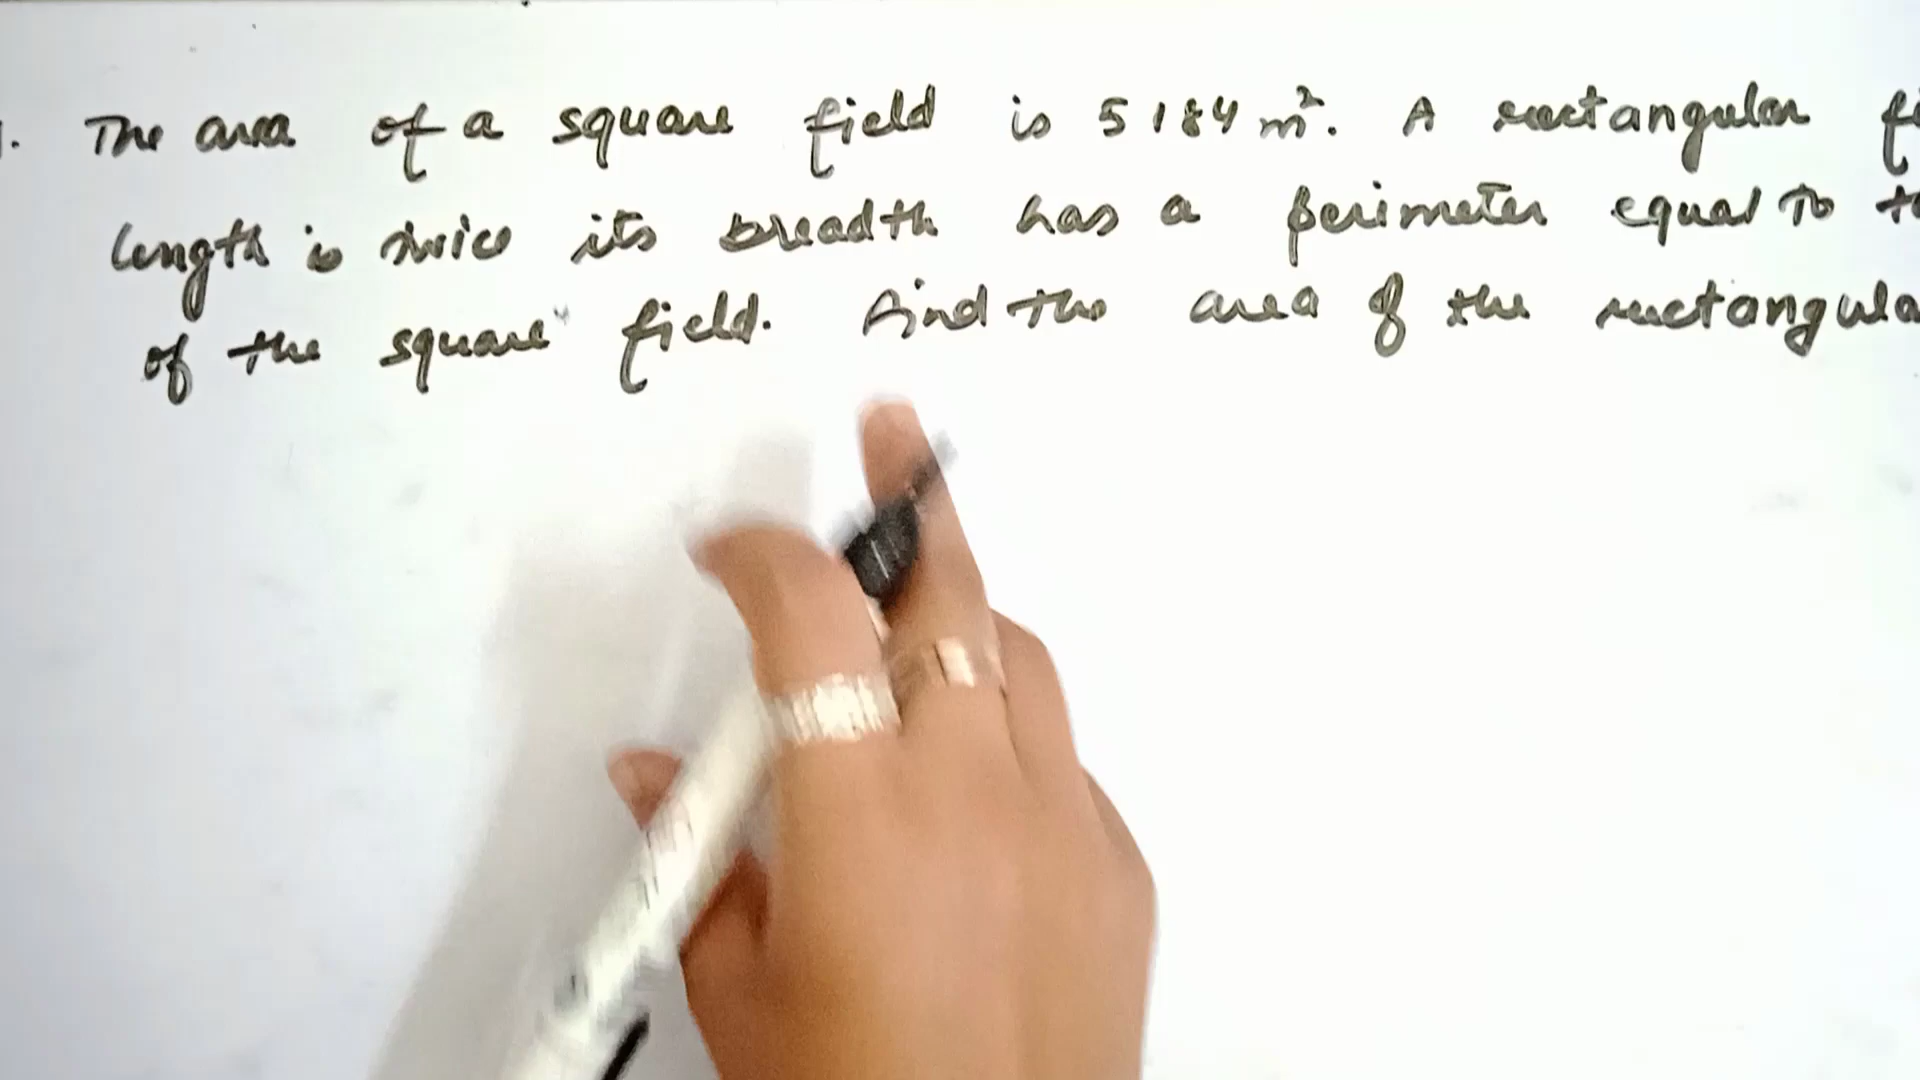 The area of a square field is 5184 m². A rectangular fi
length is twice its breadth has a perimeter equal to t
of the square field. Find the area of the rectangula